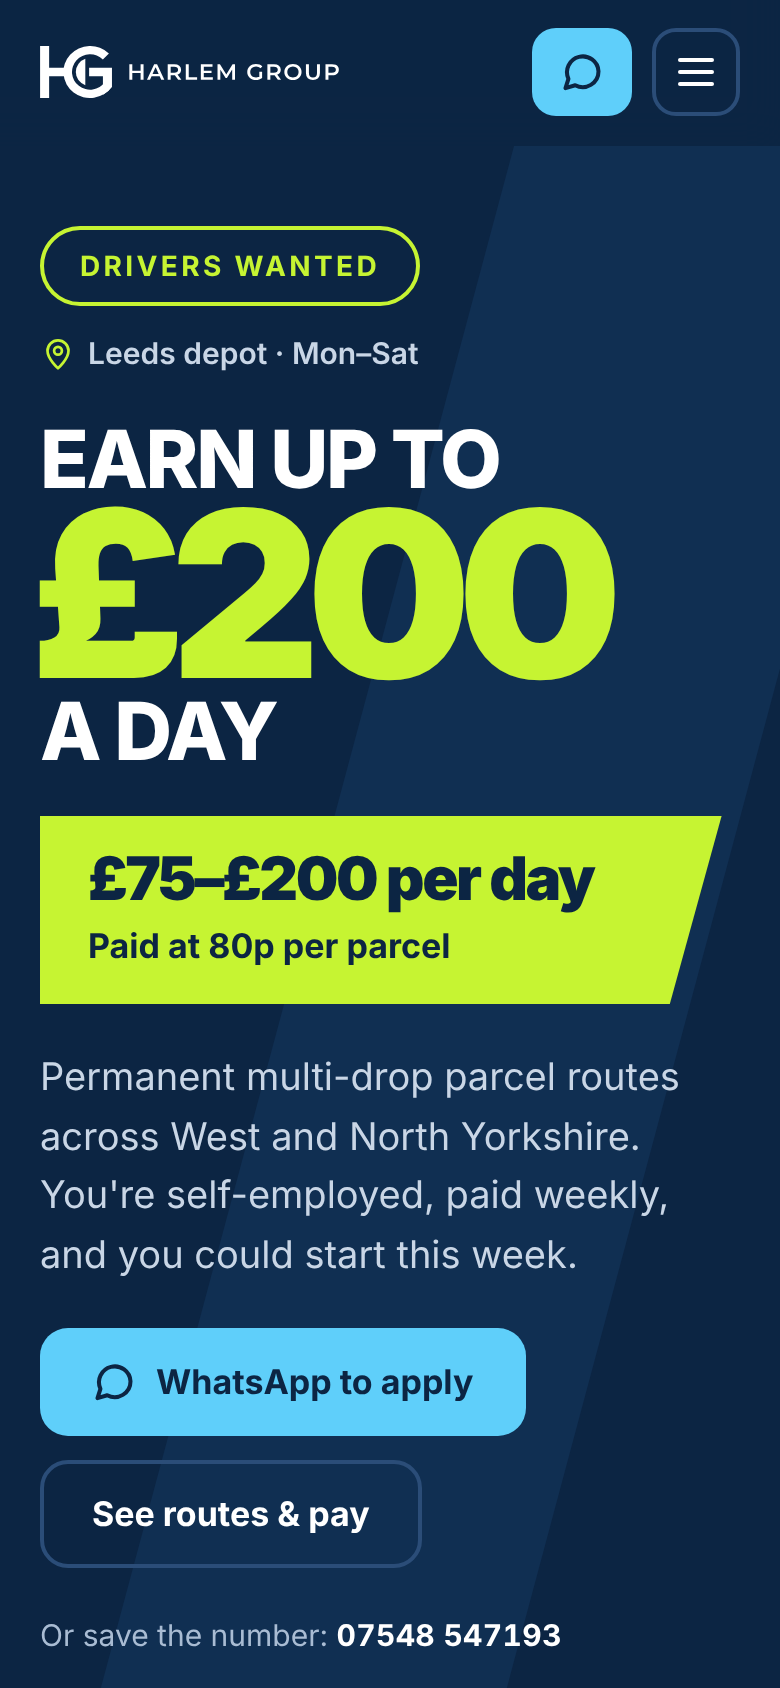 HG HARLEM GROUP
DRIVERS WANTED
Leeds depot · Mon–Sat
EARN UP TO
£200
A DAY
£75–£200 per day
Paid at 80p per parcel
Permanent multi-drop parcel routes
across West and North Yorkshire.
You're self-employed, paid weekly,
and you could start this week.
WhatsApp to apply
See routes & pay
Or save the number: 07548 547193